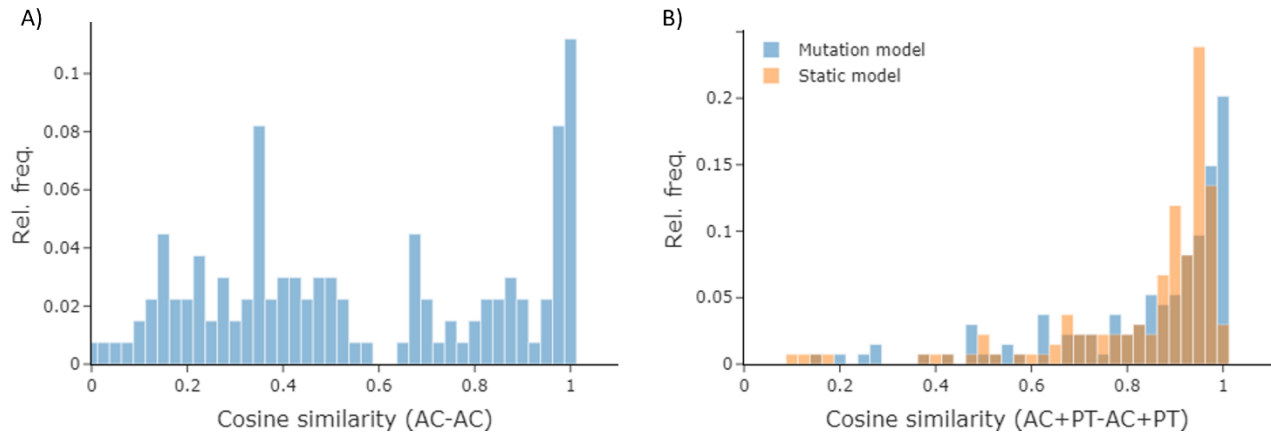 A)
Rel. freq.
0.1
0.08
0.06
0.04
0.02
0
0 0.2 0.4 0.6 0.8 1
Cosine similarity (AC-AC)
B)
Mutation model
Static model
Rel. freq.
0.2
0.15
0.1
0.05
0
0 0.2 0.4 0.6 0.8 1
Cosine similarity (AC+PT-AC+PT)